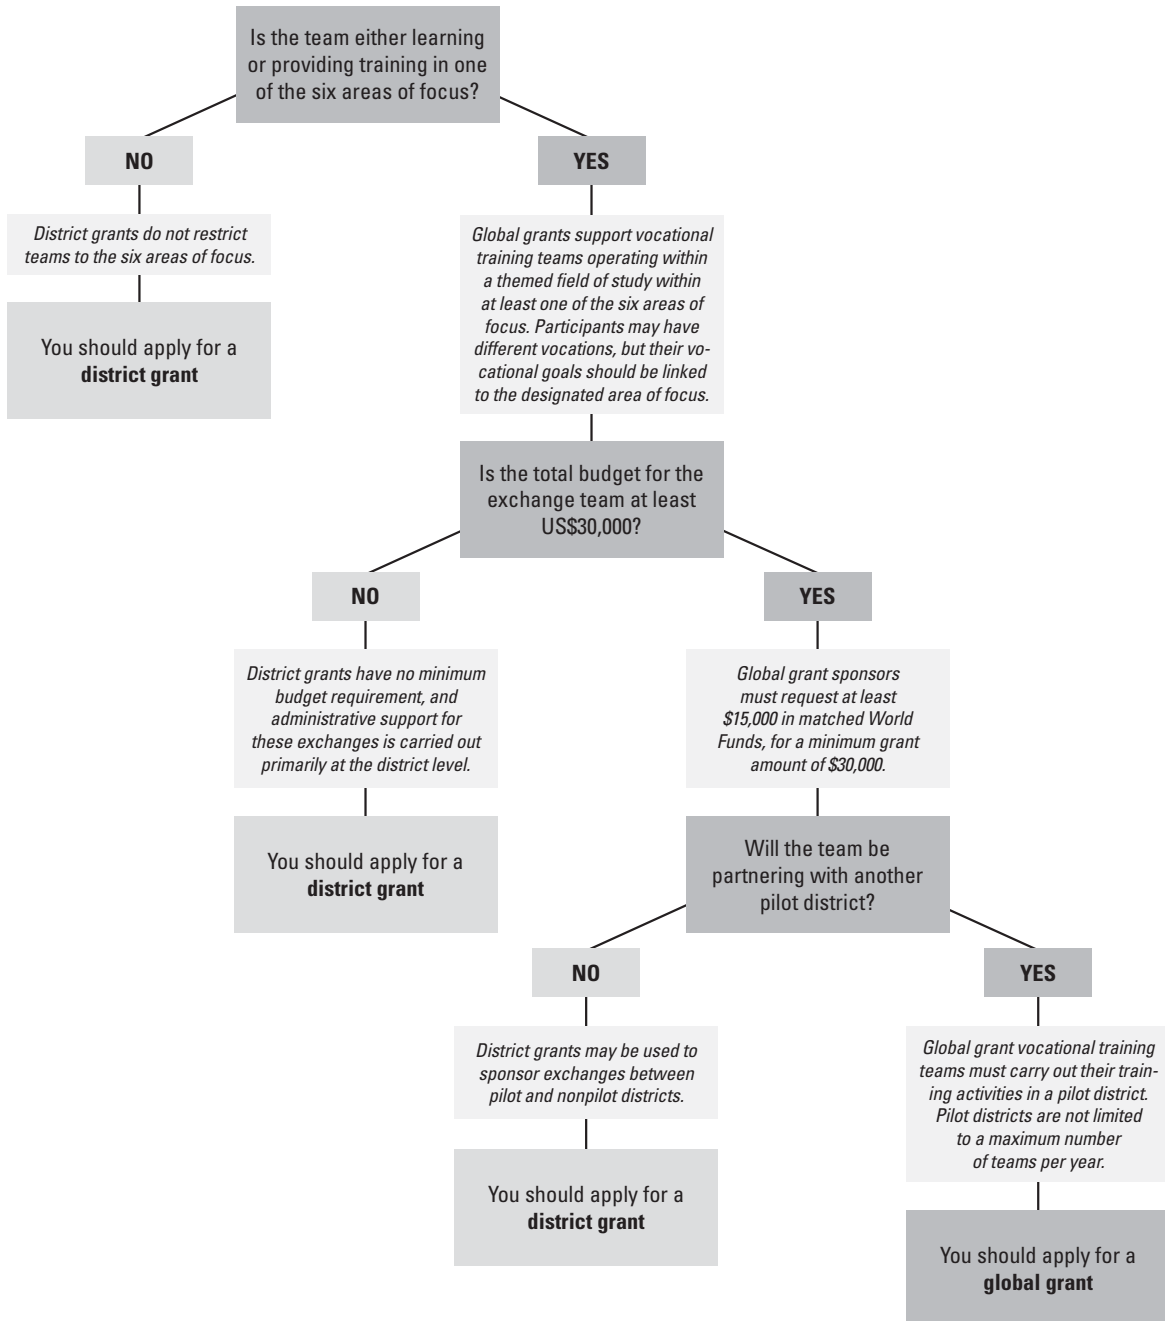 Is the team either learning
or providing training in one
of the six areas of focus?
NO
YES
District grants do not restrict
teams to the six areas of focus.
You should apply for a
district grant
Global grants support vocational
training teams operating within
a themed field of study within
at least one of the six areas of
focus. Participants may have
different vocations, but their vo-
cational goals should be linked
to the designated area of focus.
Is the total budget for the
exchange team at least
US$30,000?
NO
YES
District grants have no minimum
budget requirement, and
administrative support for
these exchanges is carried out
primarily at the district level.
You should apply for a
district grant
Global grant sponsors
must request at least
$15,000 in matched World
Funds, for a minimum grant
amount of $30,000.
Will the team be
partnering with another
pilot district?
NO
YES
District grants may be used to
sponsor exchanges between
pilot and nonpilot districts.
You should apply for a
district grant
Global grant vocational training
teams must carry out their train-
ing activities in a pilot district.
Pilot districts are not limited
to a maximum number
of teams per year.
You should apply for a
global grant